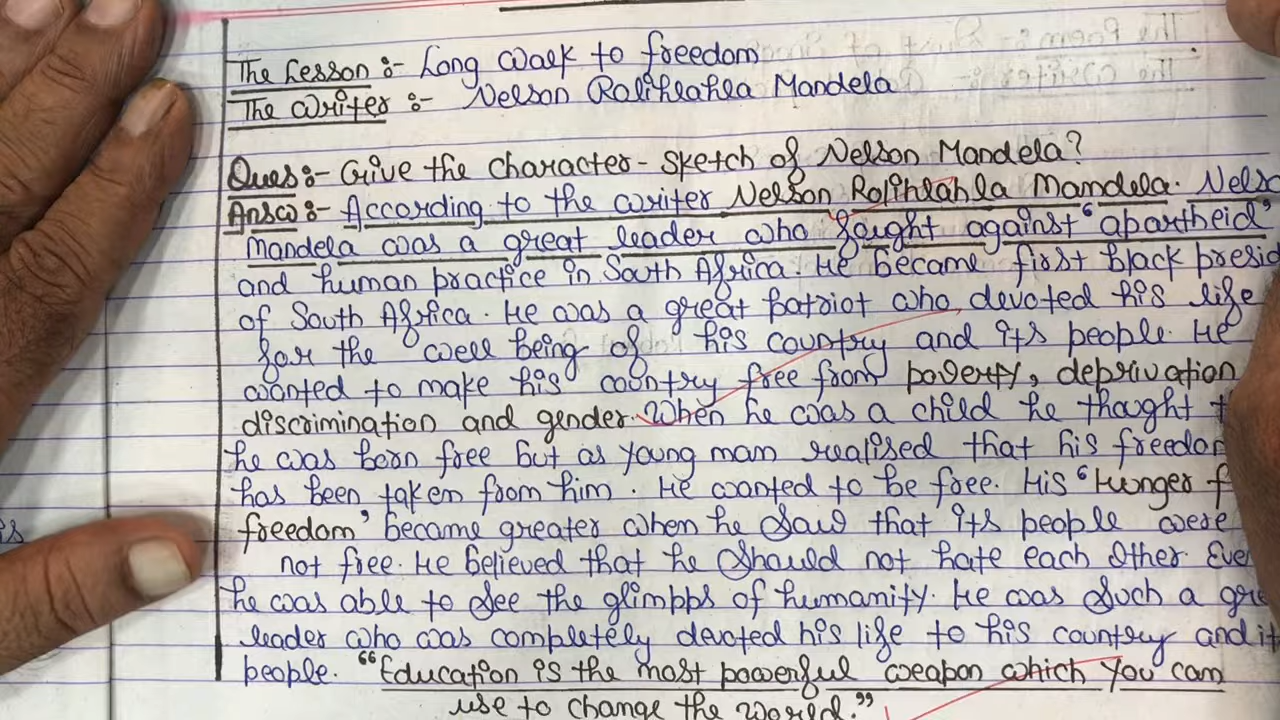 The Lesson :- Long Walk to freedom
The Writer :- Nelson Ralihlahla Mandela
Ques:- Give the character-sketch of Nelson Mandela?
Answ:- According to the writer Nelson Rolihlahla Mamdela. Nelso
Mandela was a great leader who faught against "apartheid"
and human practice in South Africa. He became first black presid
of South Africa. He was a great patriot who devoted his life
for the well being of his country and its people. He
wanted to make his country free from poverty, deprivation
discrimination and gender. When he was a child he thought t
he was born free but as young man realised that his freedom
has been taken from him. He wanted to be free. His "Hunger f
freedom' became greater when he saw that its people were
not free. He believed that he should not hate each other. Eve
he was able to see the glimpps of humanity. He was such a gre
leader who was completely devoted his life to his country and it
people. "Education is the most powerful weapon which you can
use to change the world."